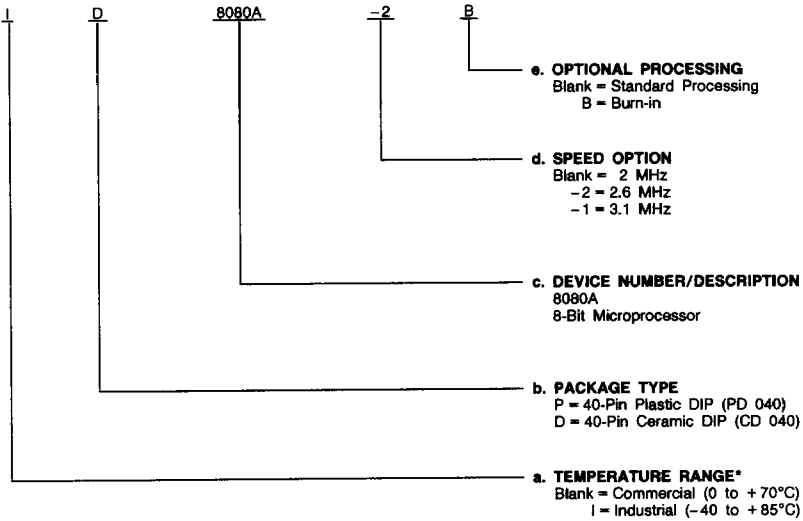 I D 8080A -2 B
e. OPTIONAL PROCESSING
Blank = Standard Processing
B = Burn-in
d. SPEED OPTION
Blank = 2 MHz
-2 = 2.6 MHz
-1 = 3.1 MHz
c. DEVICE NUMBER/DESCRIPTION
8080A
8-Bit Microprocessor
b. PACKAGE TYPE
P = 40-Pin Plastic DIP (PD 040)
D = 40-Pin Ceramic DIP (CD 040)
a. TEMPERATURE RANGE*
Blank = Commercial (0 to +70°C)
I = Industrial (-40 to +85°C)